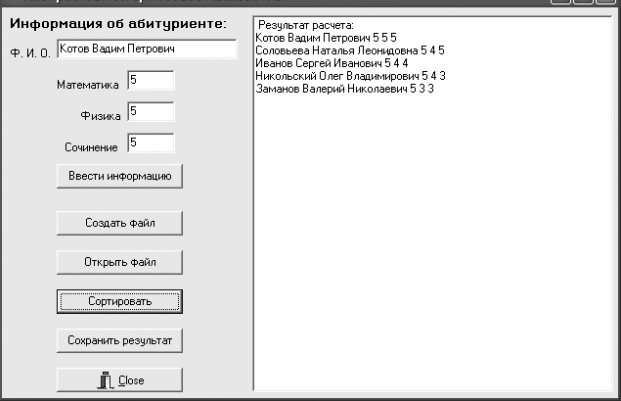 Информация об абитуриенте:
Ф. И. О. Котов Вадим Петрович
Математика 5
Физика 5
Сочинение 5
Ввести информацию
Создать файл
Открыть файл
Сортировать
Сохранить результат
Close
Результат расчета:
Котов Вадим Петрович 5 5 5
Соловьева Наталья Леонидовна 5 4 5
Иванов Сергей Иванович 5 4 4
Никольский Олег Владимирович 5 4 3
Заманов Валерий Николаевич 5 3 3